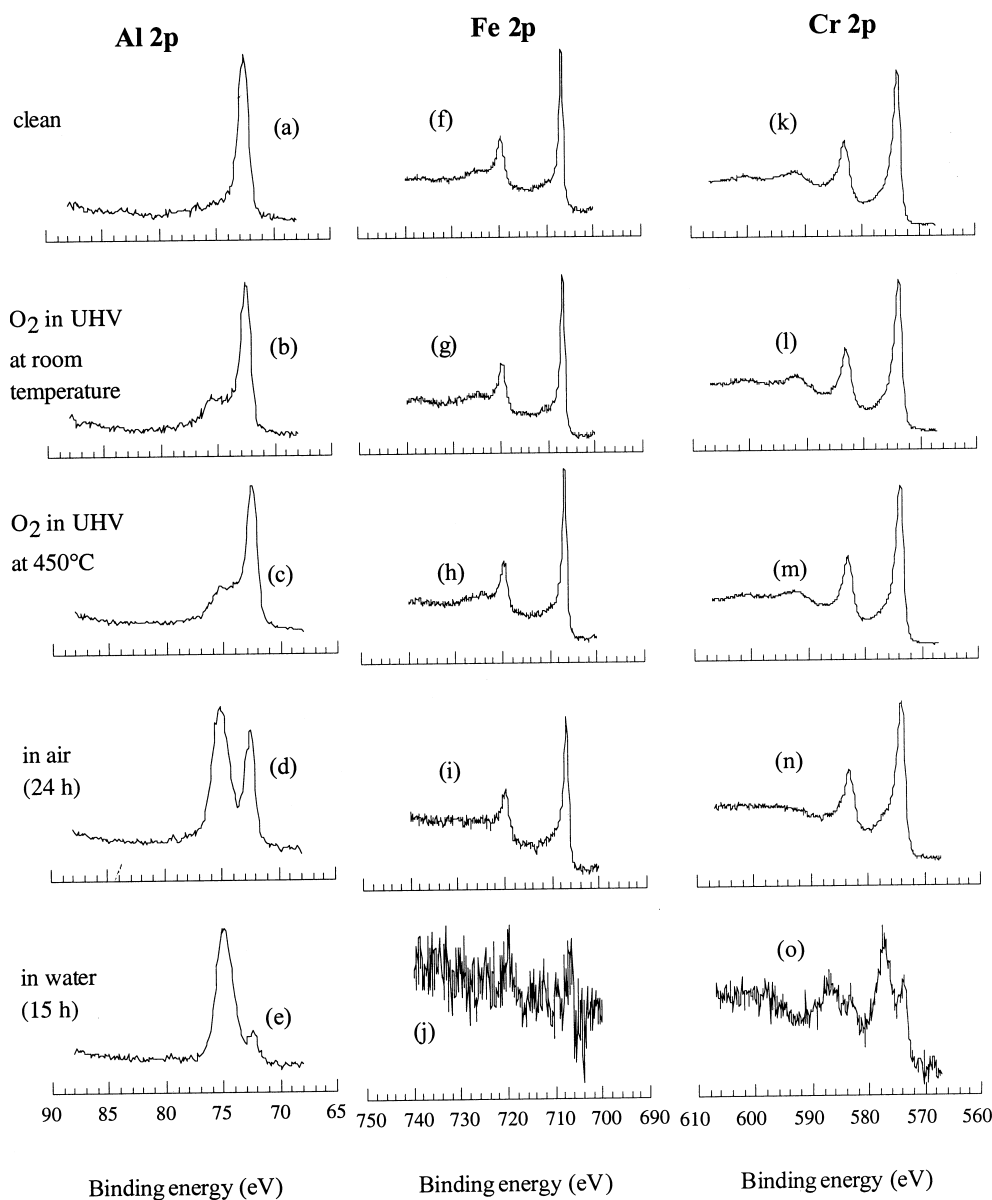 Al 2p
Fe 2p
Cr 2p
clean
(a)
(f)
(k)
O2 in UHV
at room
temperature
(b)
(g)
(l)
O2 in UHV
at 450°C
(c)
(h)
(m)
in air
(24 h)
(d)
(i)
(n)
in water
(15 h)
(e)
(j)
(o)
90 85 80 75 70 65
750 740 730 720 710 700 690
610 600 590 580 570 560
Binding energy (eV)
Binding energy (eV)
Binding energy (eV)